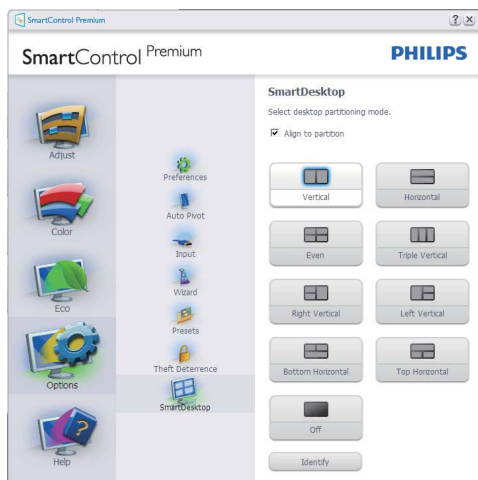 SmartControl Premium
? X
SmartControl Premium
PHILIPS
Adjust
Color
Eco
Options
Help
Preferences
Auto Pivot
Input
Wizard
Presets
Theft Deterrence
SmartDesktop
SmartDesktop
Select desktop partitioning mode.
Align to partition
Vertical
Horizontal
Even
Triple Vertical
Right Vertical
Left Vertical
Bottom Horizontal
Top Horizontal
Off
Identify